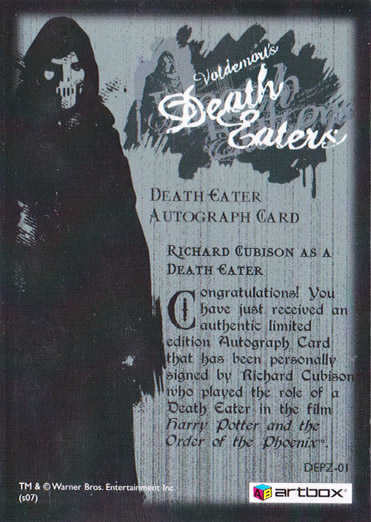 Voldemort's
Death
Eaters
DEATH EATER
AUTOGRAPH CARD
RICHARD CUBISON AS A
DEATH EATER
Congratulations! You
have just received an
authentic limited
edition Autograph Card
that has been personally
signed by Richard Cubison
who played the role of a
Death Eater in the film
Harry Potter and the
Order of the Phoenix™.
DEPZ-01
TM & © Warner Bros. Entertainment Inc.
(s07)
artbox®